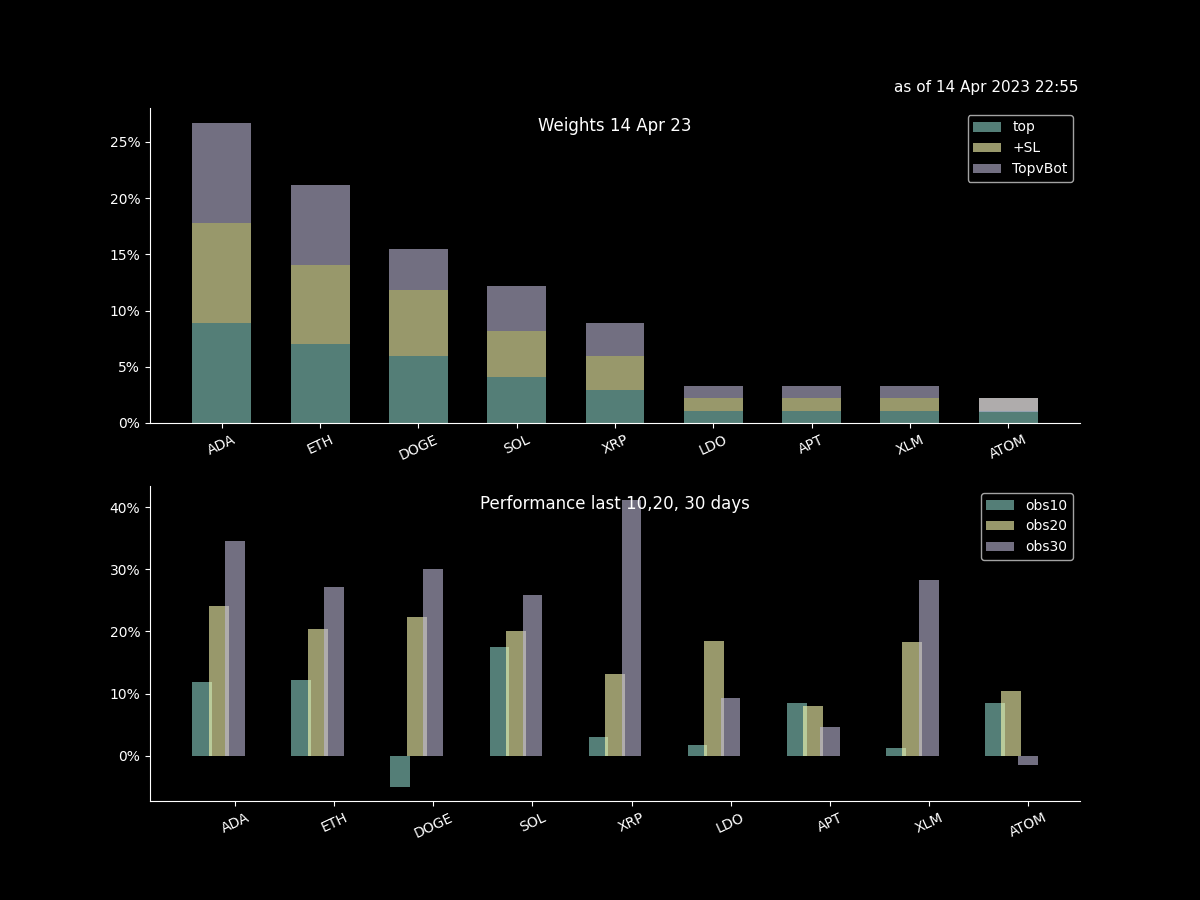 as of 14 Apr 2023 22:55
Weights 14 Apr 23
top
+SL
TopvBot
25%
20%
15%
10%
5%
0%
ADA ETH DOGE SOL XRP LDO APT XLM ATOM
Performance last 10,20, 30 days
obs10
obs20
obs30
40%
30%
20%
10%
0%
ADA ETH DOGE SOL XRP LDO APT XLM ATOM